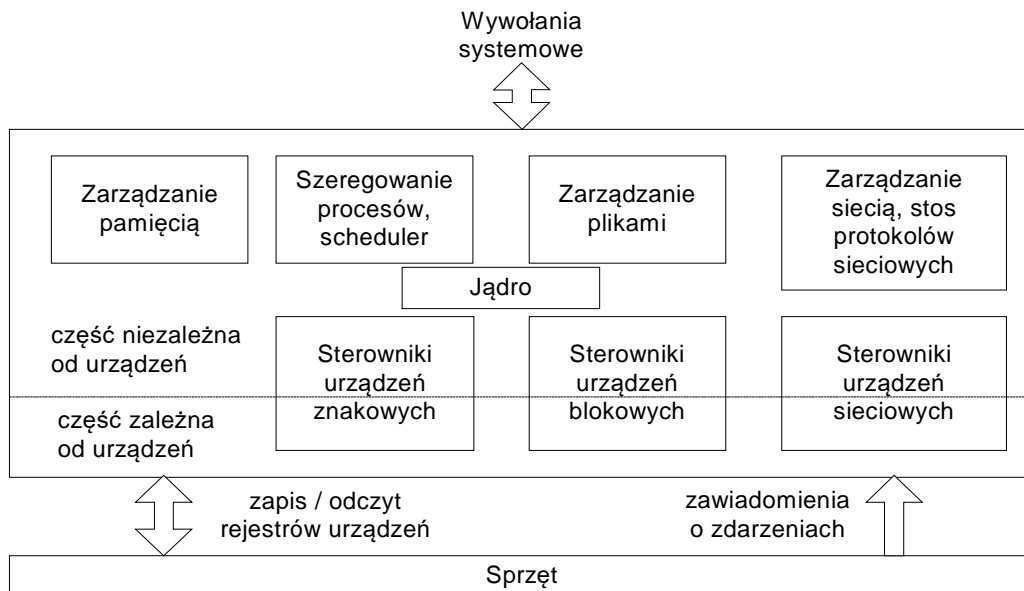 Wywołania
systemowe
Zarządzanie
pamięcią
Szeregowanie
procesów,
scheduler
Zarządzanie
plikami
Zarządzanie
siecią, stos
protokolów
sieciowych
Jądro
część niezależna
od urządzeń
Sterowniki
urządzeń
znakowych
Sterowniki
urządzeń
blokowych
Sterowniki
urządzeń
sieciowych
część zależna
od urządzeń
zapis / odczyt
rejestrów urządzeń
zawiadomienia
o zdarzeniach
Sprzęt